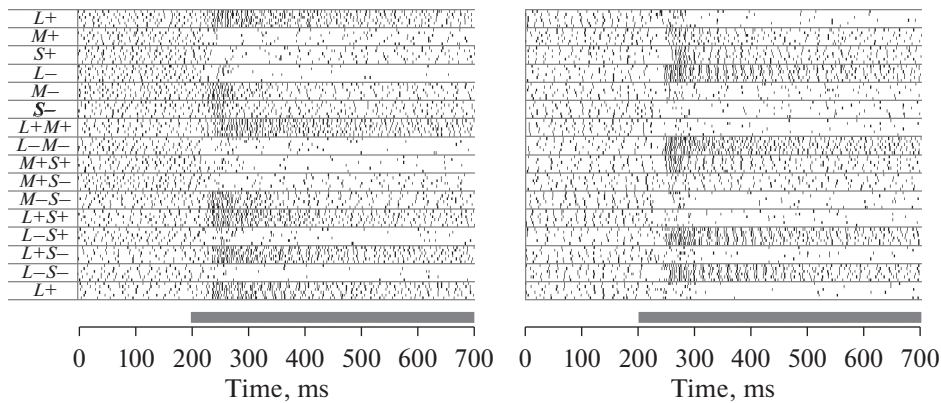 L+
M+
S+
L−
M−
S−
L+M+
L−M−
M+S+
M+S−
M−S−
L+S+
L−S+
L+S−
L−S−
L+
0 100 200 300 400 500 600 700
Time, ms
0 100 200 300 400 500 600 700
Time, ms